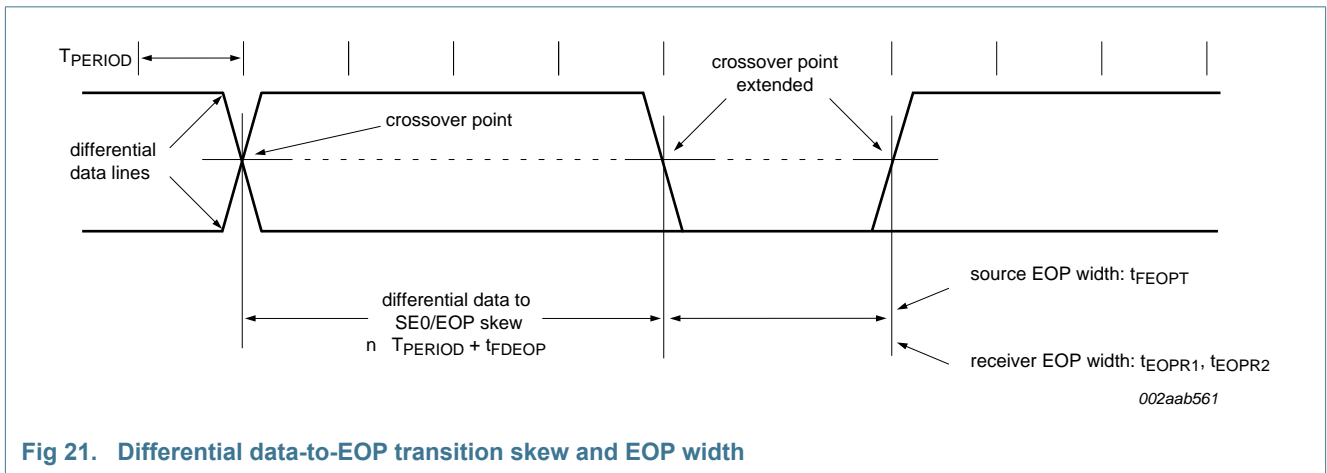 TPERIOD
crossover point
extended
crossover point
differential
data lines
differential data to
SE0/EOP skew
n TPERIOD + tFDEOP
source EOP width: tFEOPT
receiver EOP width: tEOPR1, tEOPR2
002aab561
Fig 21. Differential data-to-EOP transition skew and EOP width